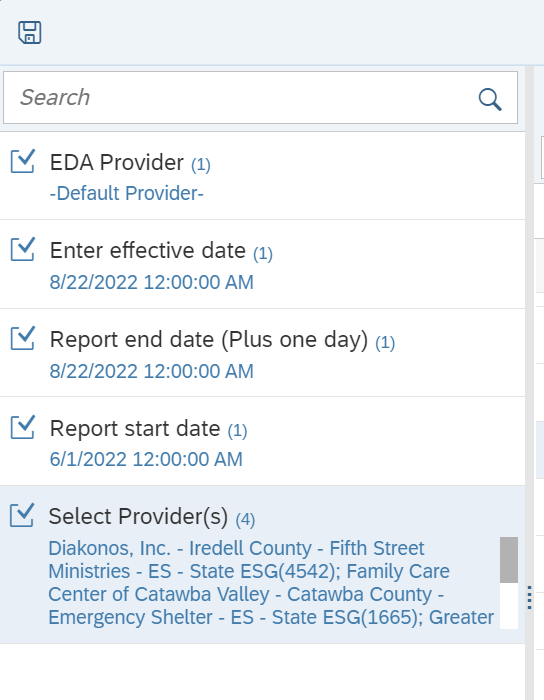 Search
EDA Provider (1)
-Default Provider-
Enter effective date (1)
8/22/2022 12:00:00 AM
Report end date (Plus one day) (1)
8/22/2022 12:00:00 AM
Report start date (1)
6/1/2022 12:00:00 AM
Select Provider(s) (4)
Diakonos, Inc. - Iredell County - Fifth Street
Ministries - ES - State ESG(4542); Family Care
Center of Catawba Valley - Catawba County -
Emergency Shelter - ES - State ESG(1665); Greater